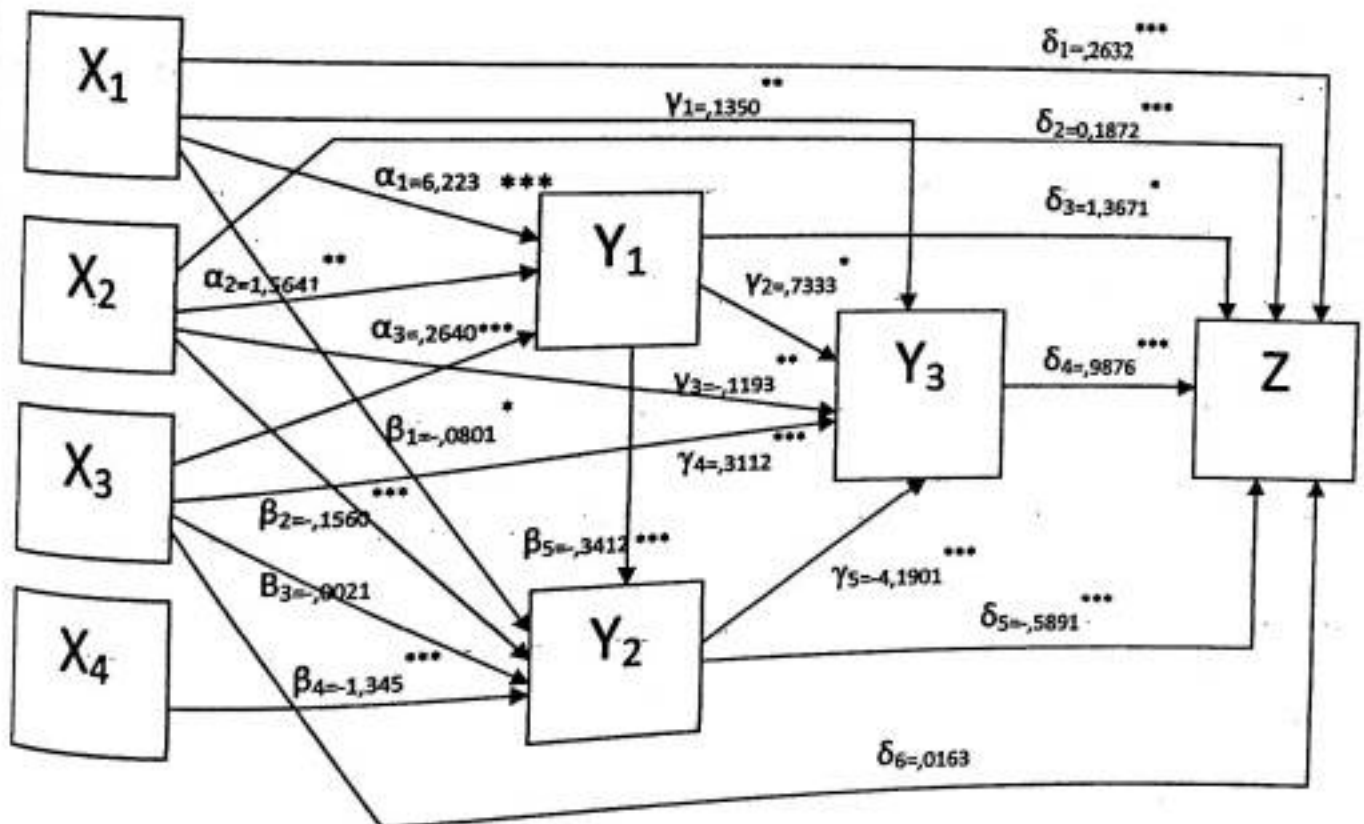 X₁
δ₁=,2632***
γ₁=,1350**
δ₂=0,1872***
α₁=6,223 ***
Y₁
δ₃=1,3671*
X₂
α₂=1,5641**
γ₂=,7333*
α₃=,2640***
Y₃
δ₄=,9876***
Z
γ₃=-,1193**
β₁=-,0801*
X₃
γ₄=,3112***
β₂=-,1560***
β₅=-,3412***
γ₅=-4,1901***
Β₃=-,0021
δ₅=-,5891***
X₄
Y₂
β₄=-1,345***
δ₆=,0163